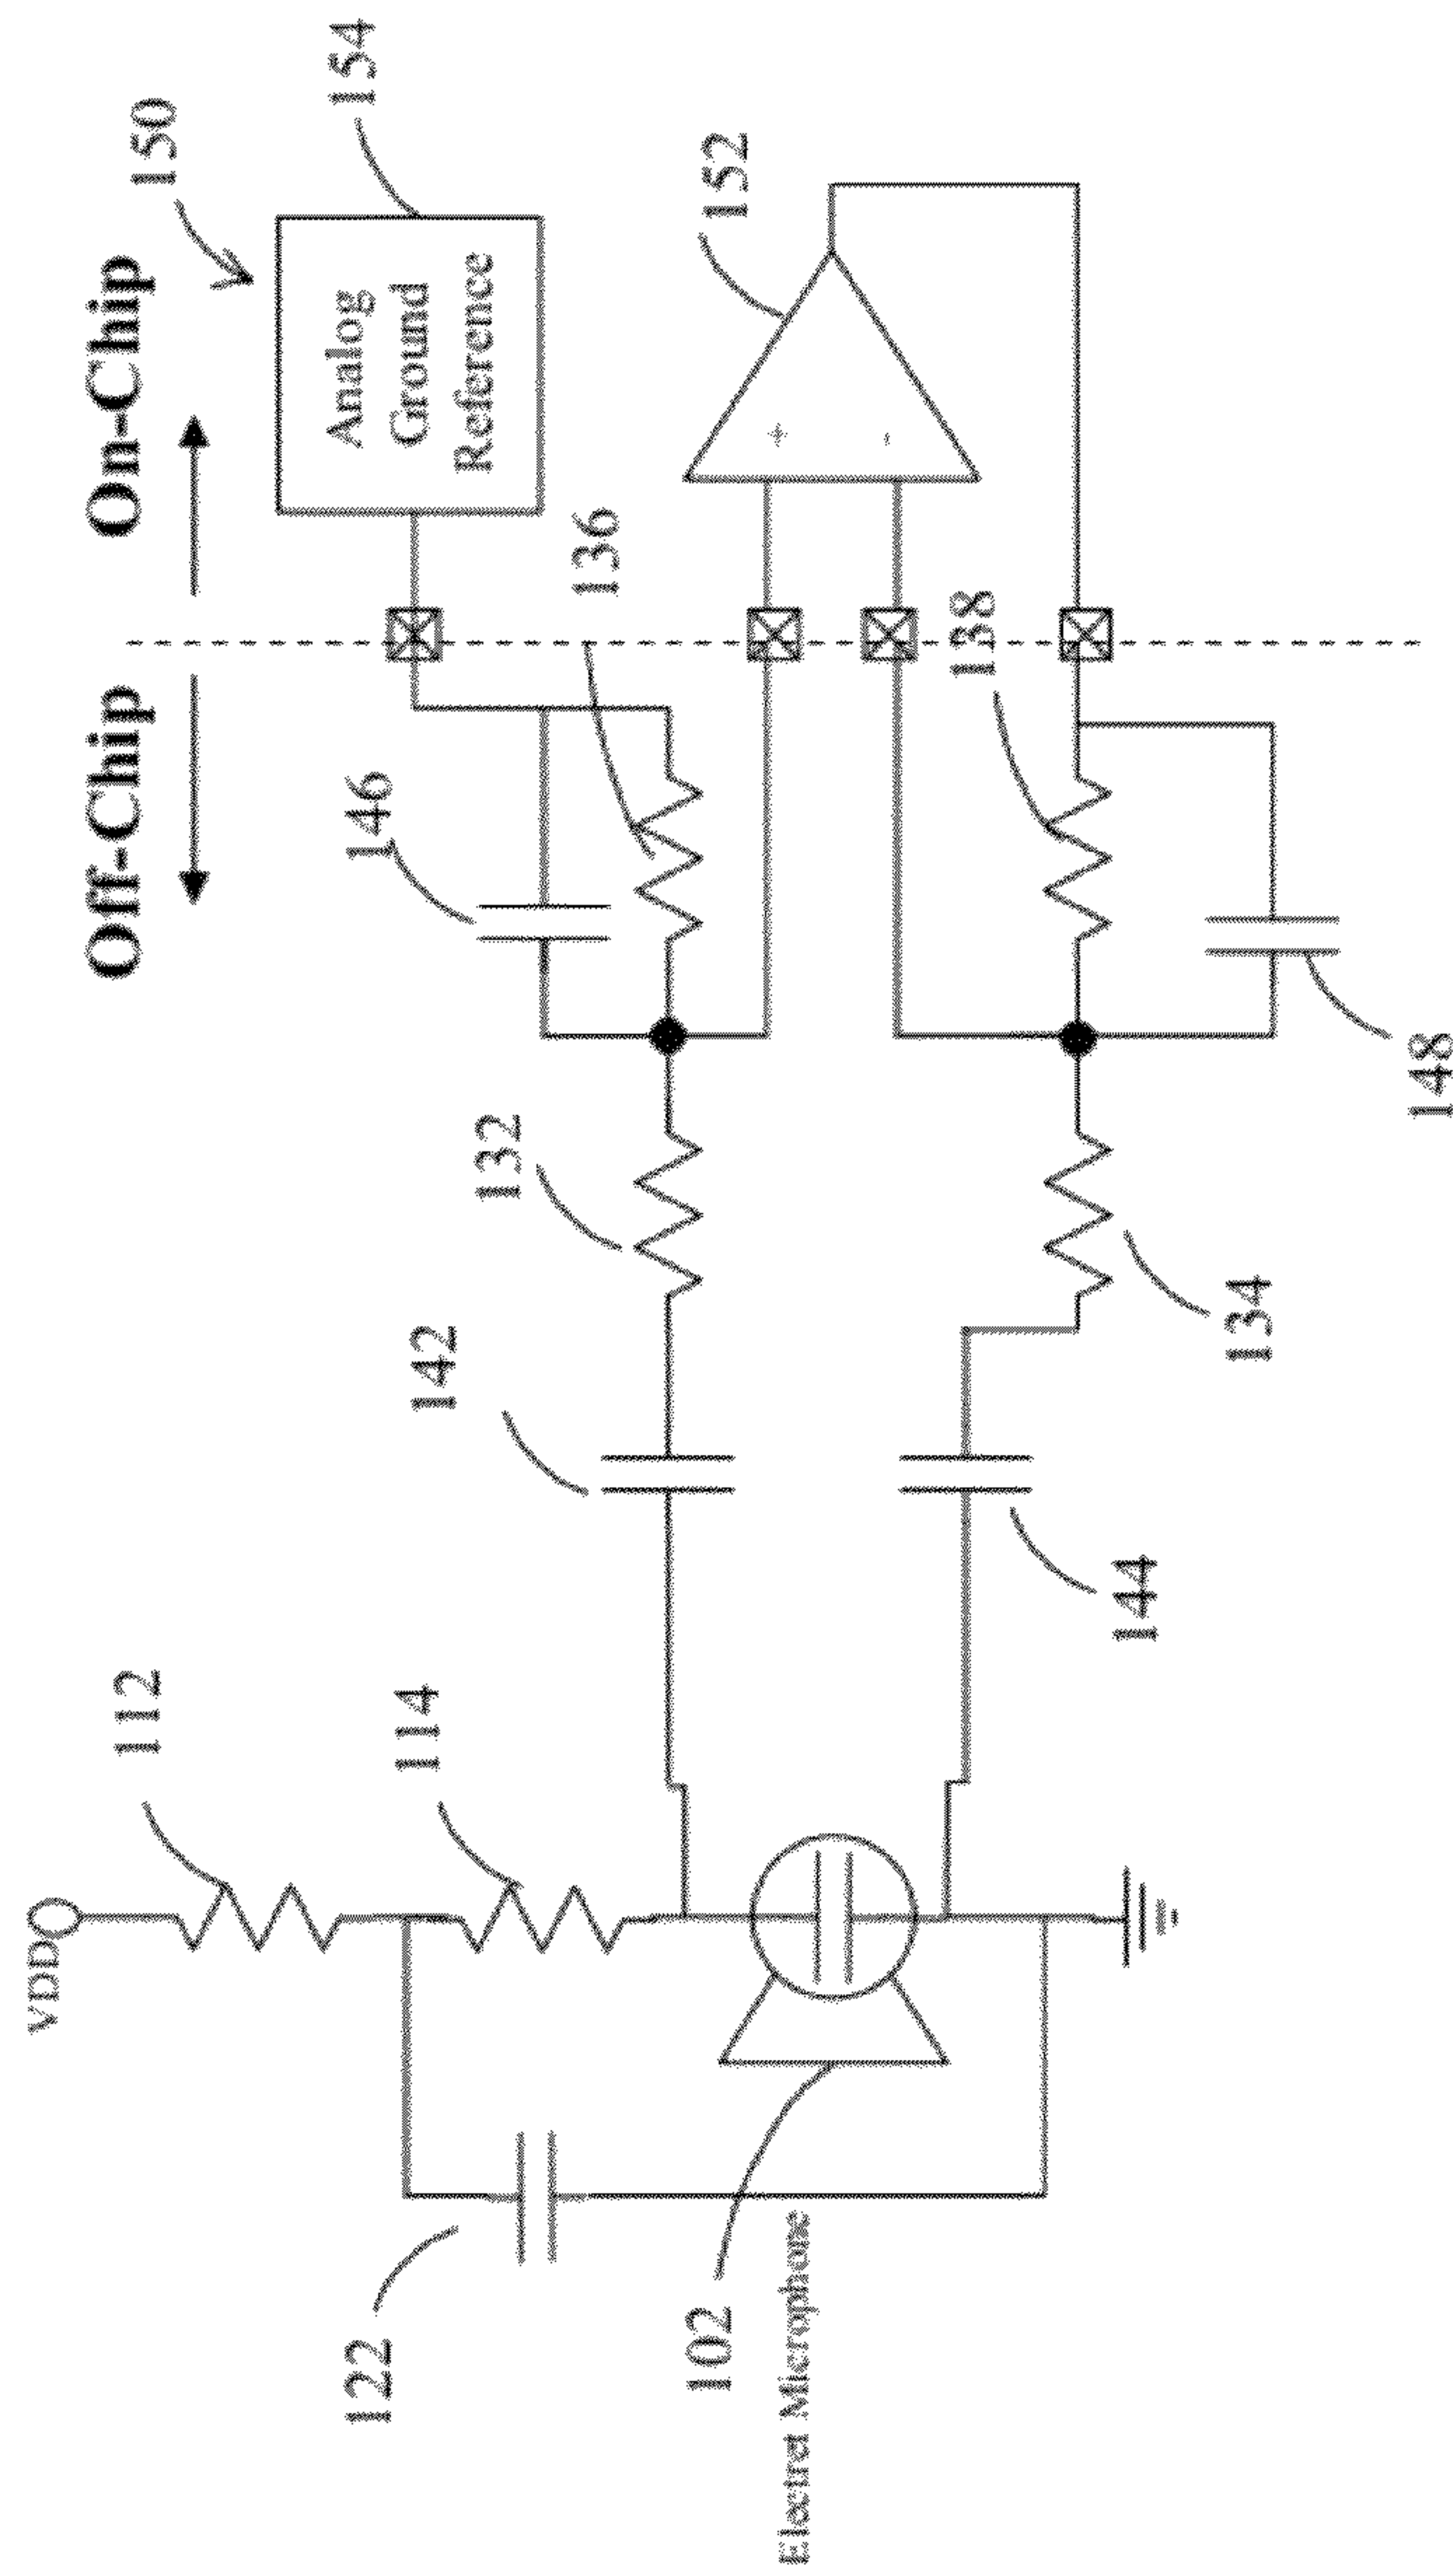 Off-Chip
On-Chip
150
154
Analog
Ground
Reference
VDD
112
114
122
102
Electret Microphone
142
144
132
134
146
136
138
148
152
+
-